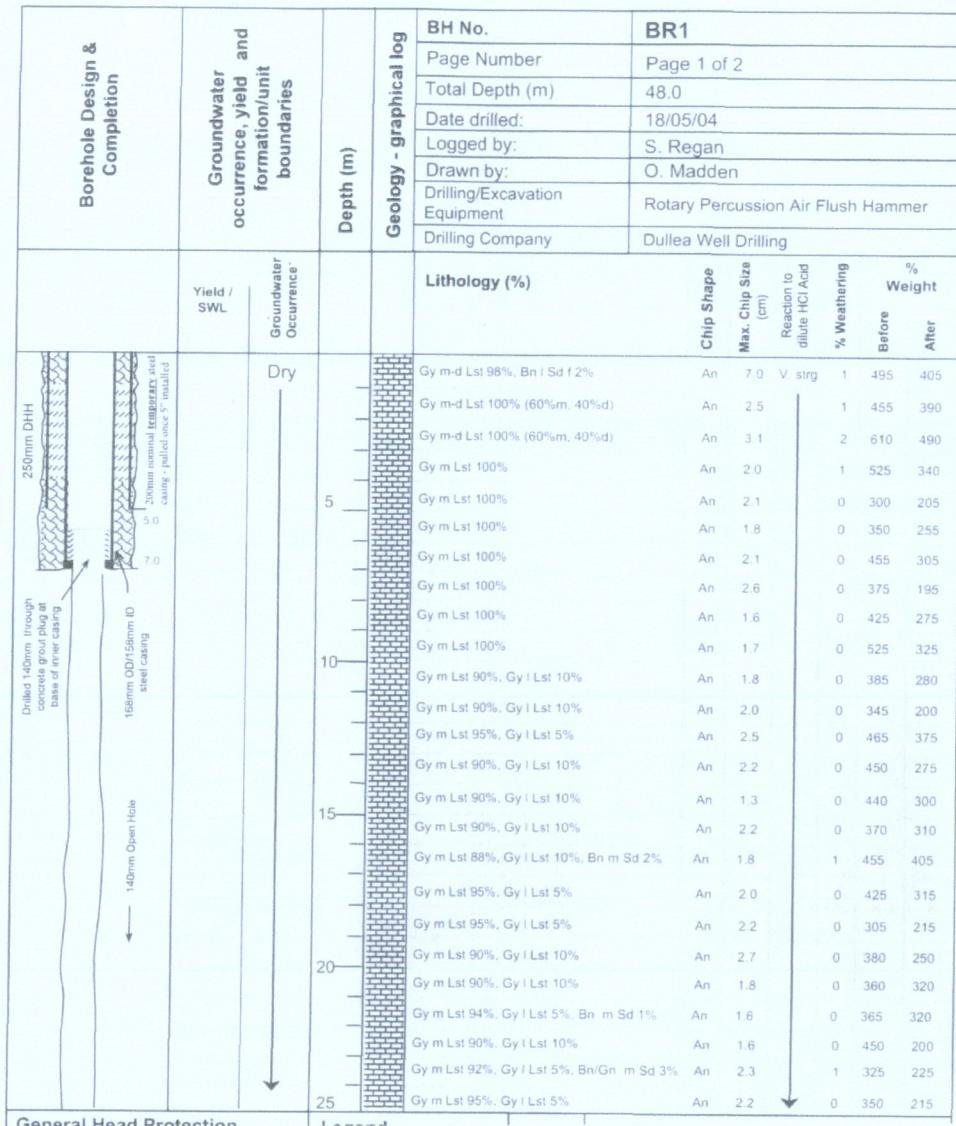 Borehole Design &
Completion
Groundwater
occurrence, yield and
formation/unit
boundaries
Depth (m)
Geology - graphical log
BH No. BR1
Page Number Page 1 of 2
Total Depth (m) 48.0
Date drilled: 18/05/04
Logged by: S. Regan
Drawn by: O. Madden
Drilling/Excavation
Equipment Rotary Percussion Air Flush Hammer
Drilling Company Dullea Well Drilling
Yield /
SWL
Groundwater
Occurrence
Lithology (%)
Chip Shape
Max. Chip Size
(cm)
Reaction to
dilute HCl Acid
% Weathering
%
Weight
Before
After
250mm DHH
200mm nominal temporary steel
casing - pulled once 5" installed
5.0
7.0
Drilled 140mm through
concrete grout plug at
base of inner casing
168mm OD/158mm ID
steel casing
140mm Open Hole
Dry
5
10
15
20
25
Gy m-d Lst 98%, Bn l Sd f 2% An 7.0 V. strg 1 495 405
Gy m-d Lst 100% (60%m, 40%d) An 2.5 1 455 390
Gy m-d Lst 100% (60%m, 40%d) An 3.1 2 610 490
Gy m Lst 100% An 2.0 1 525 340
Gy m Lst 100% An 2.1 0 300 205
Gy m Lst 100% An 1.8 0 350 255
Gy m Lst 100% An 2.1 0 455 305
Gy m Lst 100% An 2.6 0 375 195
Gy m Lst 100% An 1.6 0 425 275
Gy m Lst 100% An 1.7 0 525 325
Gy m Lst 90%, Gy l Lst 10% An 1.8 0 385 280
Gy m Lst 90%, Gy l Lst 10% An 2.0 0 345 200
Gy m Lst 95%, Gy l Lst 5% An 2.5 0 465 375
Gy m Lst 90%, Gy l Lst 10% An 2.2 0 450 275
Gy m Lst 90%, Gy l Lst 10% An 1.3 0 440 300
Gy m Lst 90%, Gy l Lst 10% An 2.2 0 370 310
Gy m Lst 88%, Gy l Lst 10%, Bn m Sd 2% An 1.8 1 455 405
Gy m Lst 95%, Gy l Lst 5% An 2.0 0 425 315
Gy m Lst 95%, Gy l Lst 5% An 2.2 0 305 215
Gy m Lst 90%, Gy l Lst 10% An 2.7 0 380 250
Gy m Lst 90%, Gy l Lst 10% An 1.8 0 360 320
Gy m Lst 94%, Gy l Lst 5%, Bn m Sd 1% An 1.6 0 365 320
Gy m Lst 90%, Gy l Lst 10% An 1.6 0 450 200
Gy m Lst 92%, Gy l Lst 5%, Bn/Gn m Sd 3% An 2.3 1 325 225
Gy m Lst 95%, Gy l Lst 5% An 2.2 0 350 215
General Head Protection
Legend